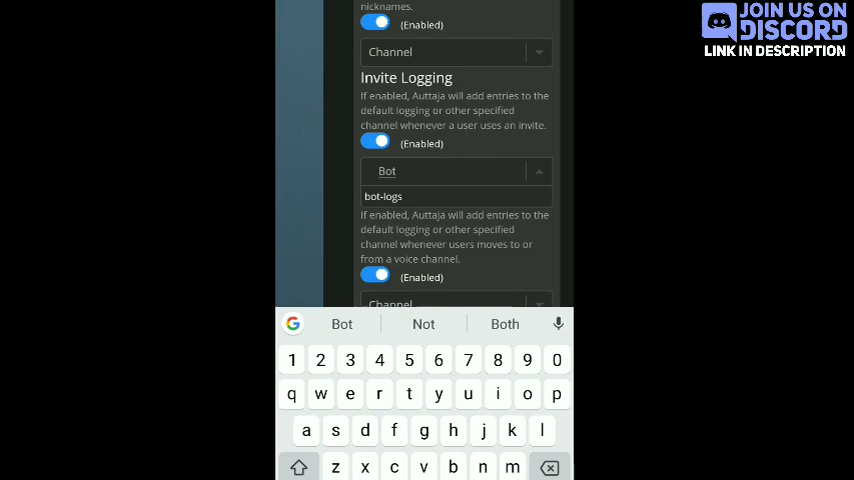 nicknames.
(Enabled)
Channel
Invite Logging
If enabled, Auttaja will add entries to the
default logging or other specified
channel whenever a user uses an invite.
(Enabled)
Bot
bot-logs
If enabled, Auttaja will add entries to the
default logging or other specified
channel whenever users moves to or
from a voice channel.
(Enabled)
Channel
Bot Not Both
1 2 3 4 5 6 7 8 9 0
q w e r t y u i o p
a s d f g h j k l
z x c v b n m
JOIN US ON
DISCORD
LINK IN DESCRIPTION